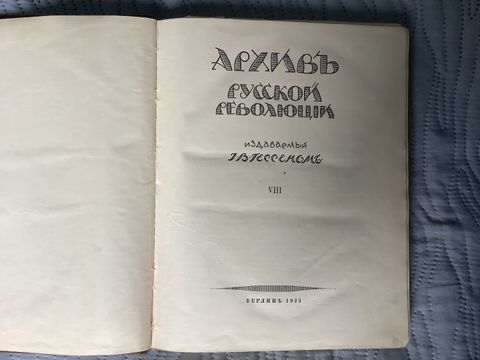 АРХИВЪ
РУССКОЙ
РЕВОЛЮЦІИ
ИЗДАВАЕМЫЙ
І.В.ГЕССЕНОМЪ.
VIII
БЕРЛИНЪ 1923